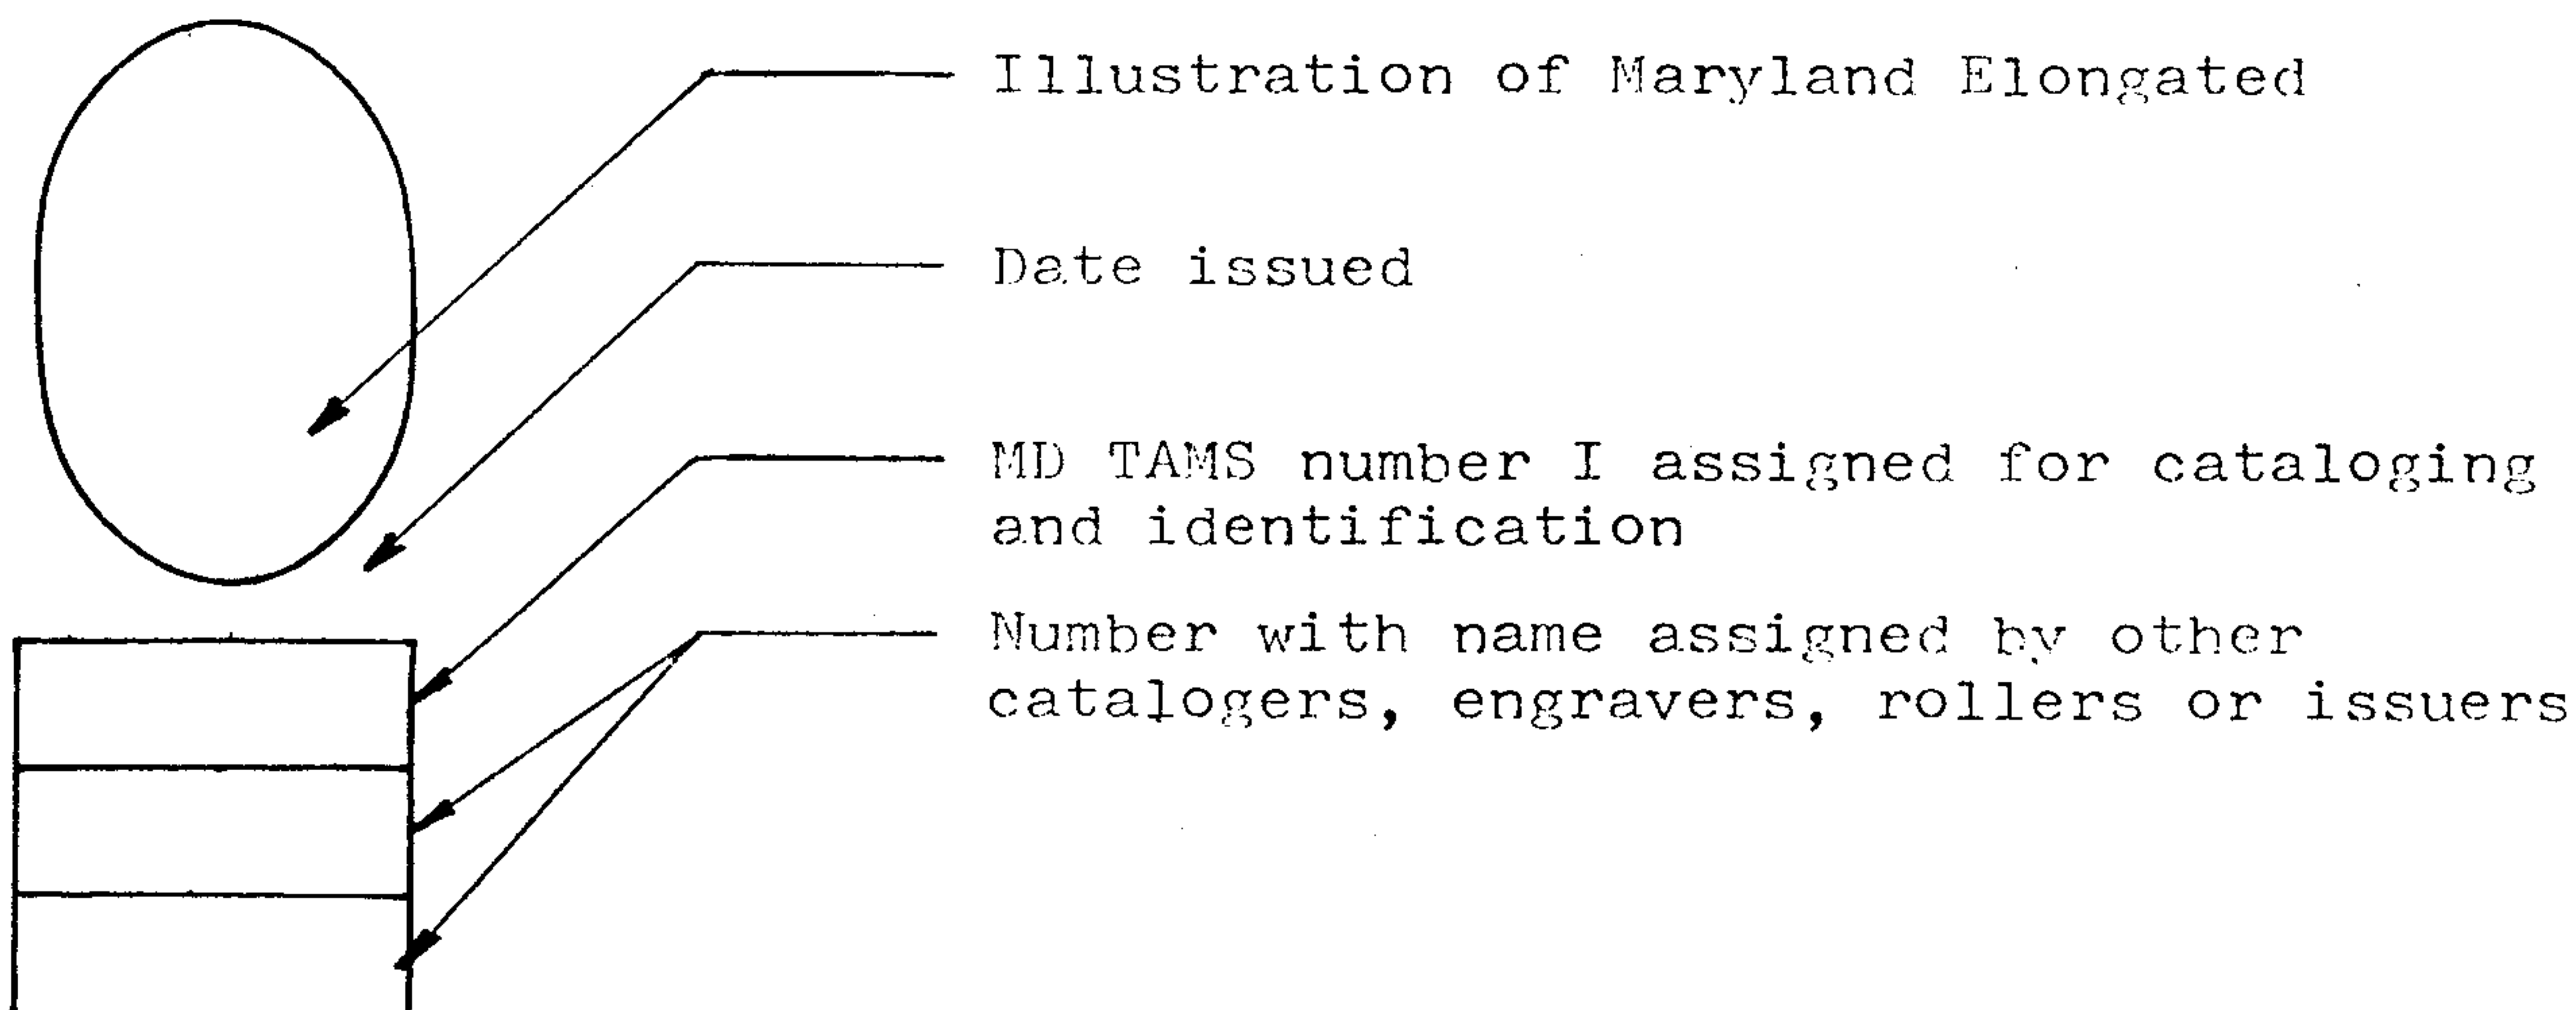 Illustration of Maryland Elongated
Date issued
MD TAMS number I assigned for cataloging
and identification
Number with name assigned by other
catalogers, engravers, rollers or issuers